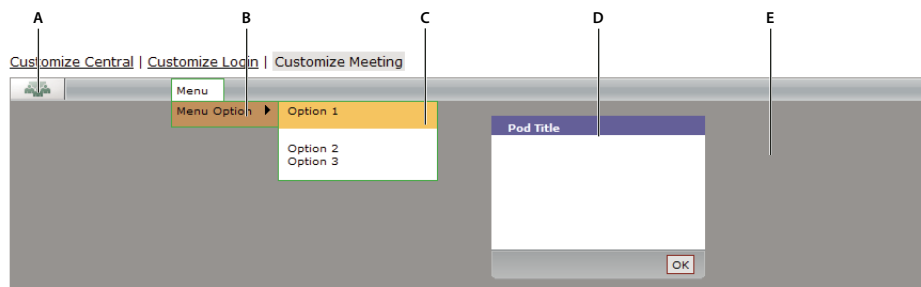 A B C D E
Customize Central | Customize Login | Customize Meeting
Menu
Menu Option Option 1
Pod Title
Option 2
Option 3
OK